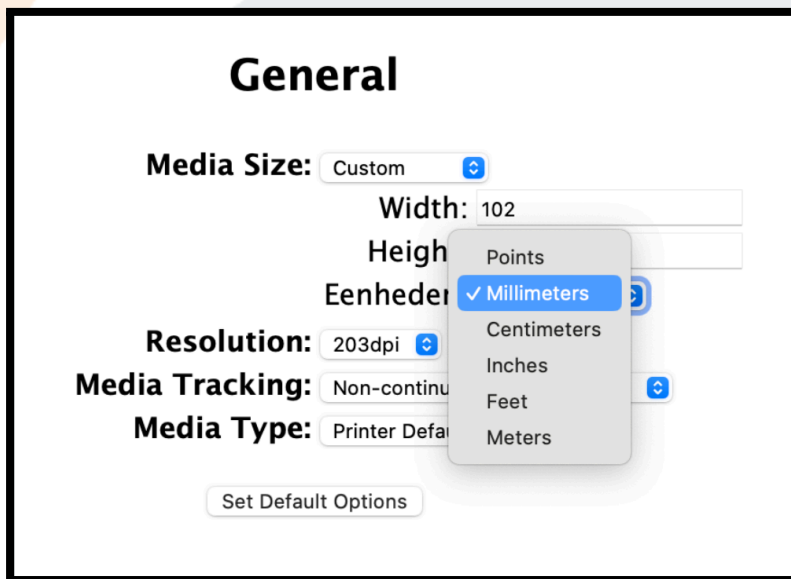 General
Media Size: Custom
Width: 102
Heigh
Points
Eenheder ✓ Millimeters
Centimeters
Resolution: 203dpi
Inches
Media Tracking: Non-continu
Feet
Media Type: Printer Defau
Meters
Set Default Options